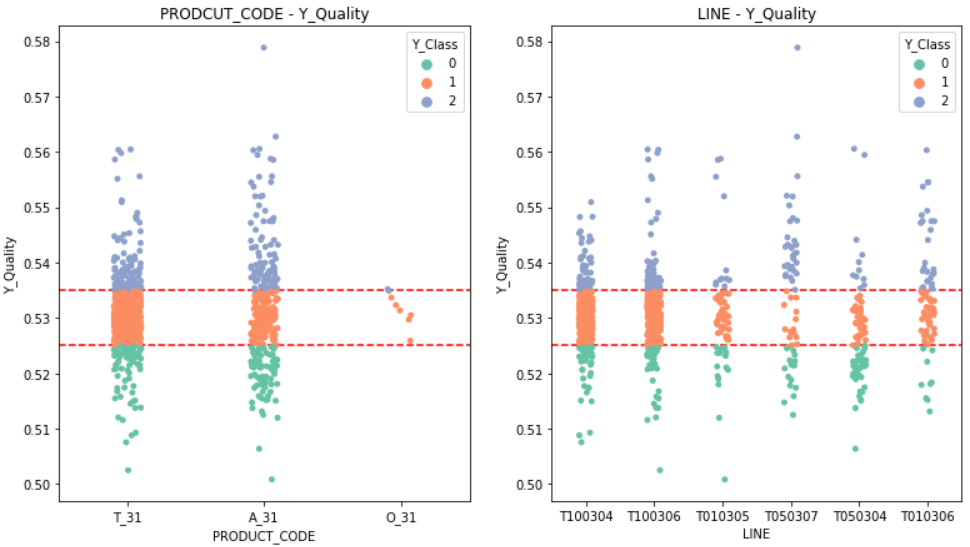 PRODCUT_CODE - Y_Quality
Y_Quality
0.58
0.57
0.56
0.55
0.54
0.53
0.52
0.51
0.50
Y_Class
0
1
2
T_31
A_31
O_31
PRODUCT_CODE
LINE - Y_Quality
Y_Quality
0.58
0.57
0.56
0.55
0.54
0.53
0.52
0.51
0.50
Y_Class
0
1
2
T100304
T100306
T010305
T050307
T050304
T010306
LINE